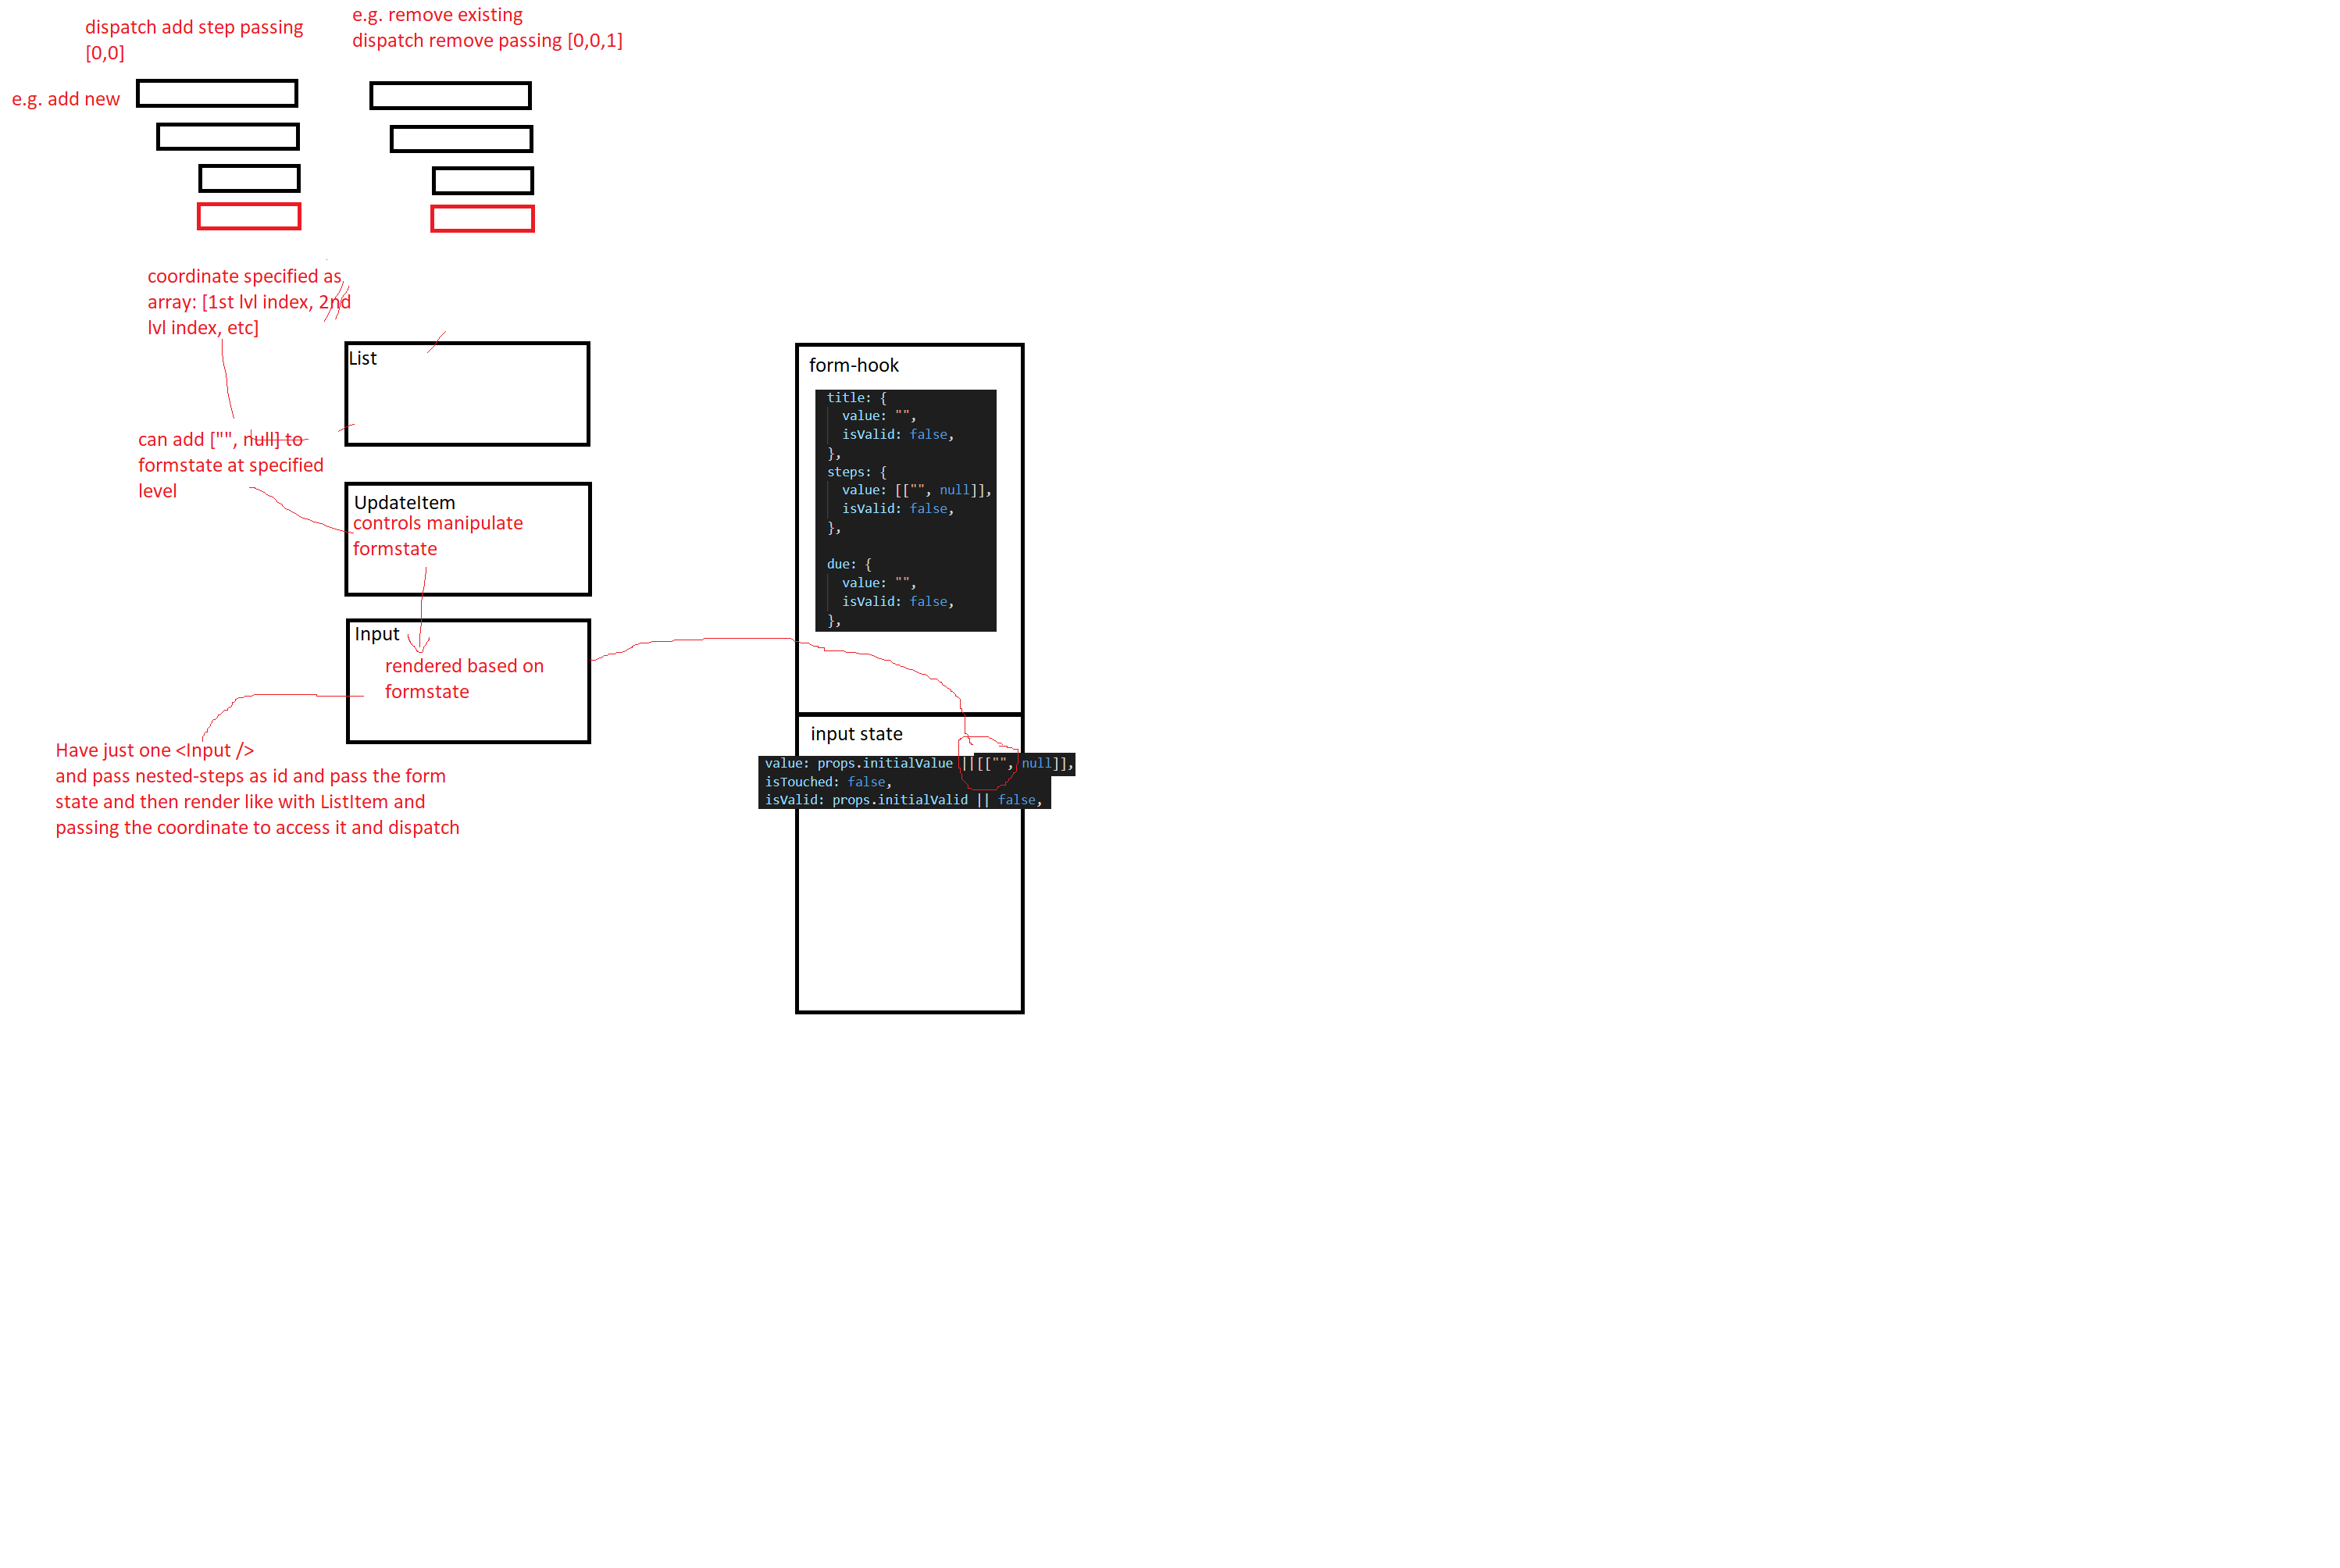 dispatch add step passing
[0,0]
e.g. remove existing
dispatch remove passing [0,0,1]
e.g. add new
coordinate specified as
array: [1st lvl index, 2nd
lvl index, etc]
List
can add ["", null] to
formstate at specified
level
UpdateItem
controls manipulate
formstate
Input
rendered based on
formstate
Have just one <Input />
and pass nested-steps as id and pass the form
state and then render like with ListItem and
passing the coordinate to access it and dispatch
form-hook
title: {
value: "",
isValid: false,
},
steps: {
value: [["", null]],
isValid: false,
},
due: {
value: "",
isValid: false,
},
input state
value: props.initialValue ||[["", null]],
isTouched: false,
isValid: props.initialValid || false,